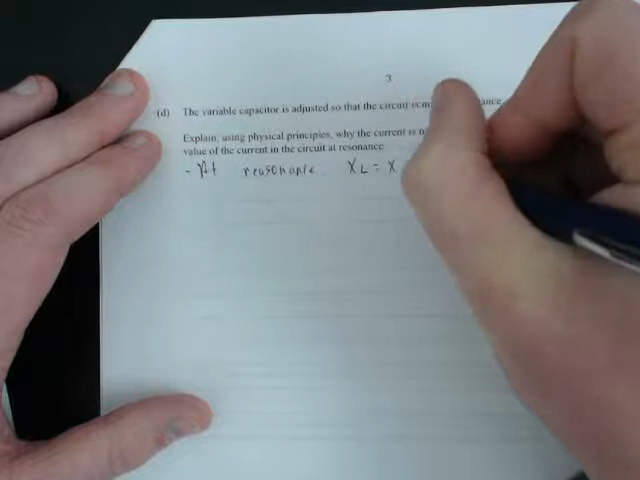 3
(d) The variable capacitor is adjusted so that the circuit is
Explain, using physical principles, why the current is
value of the current in the circuit at resonance
- At reasonance XL = X